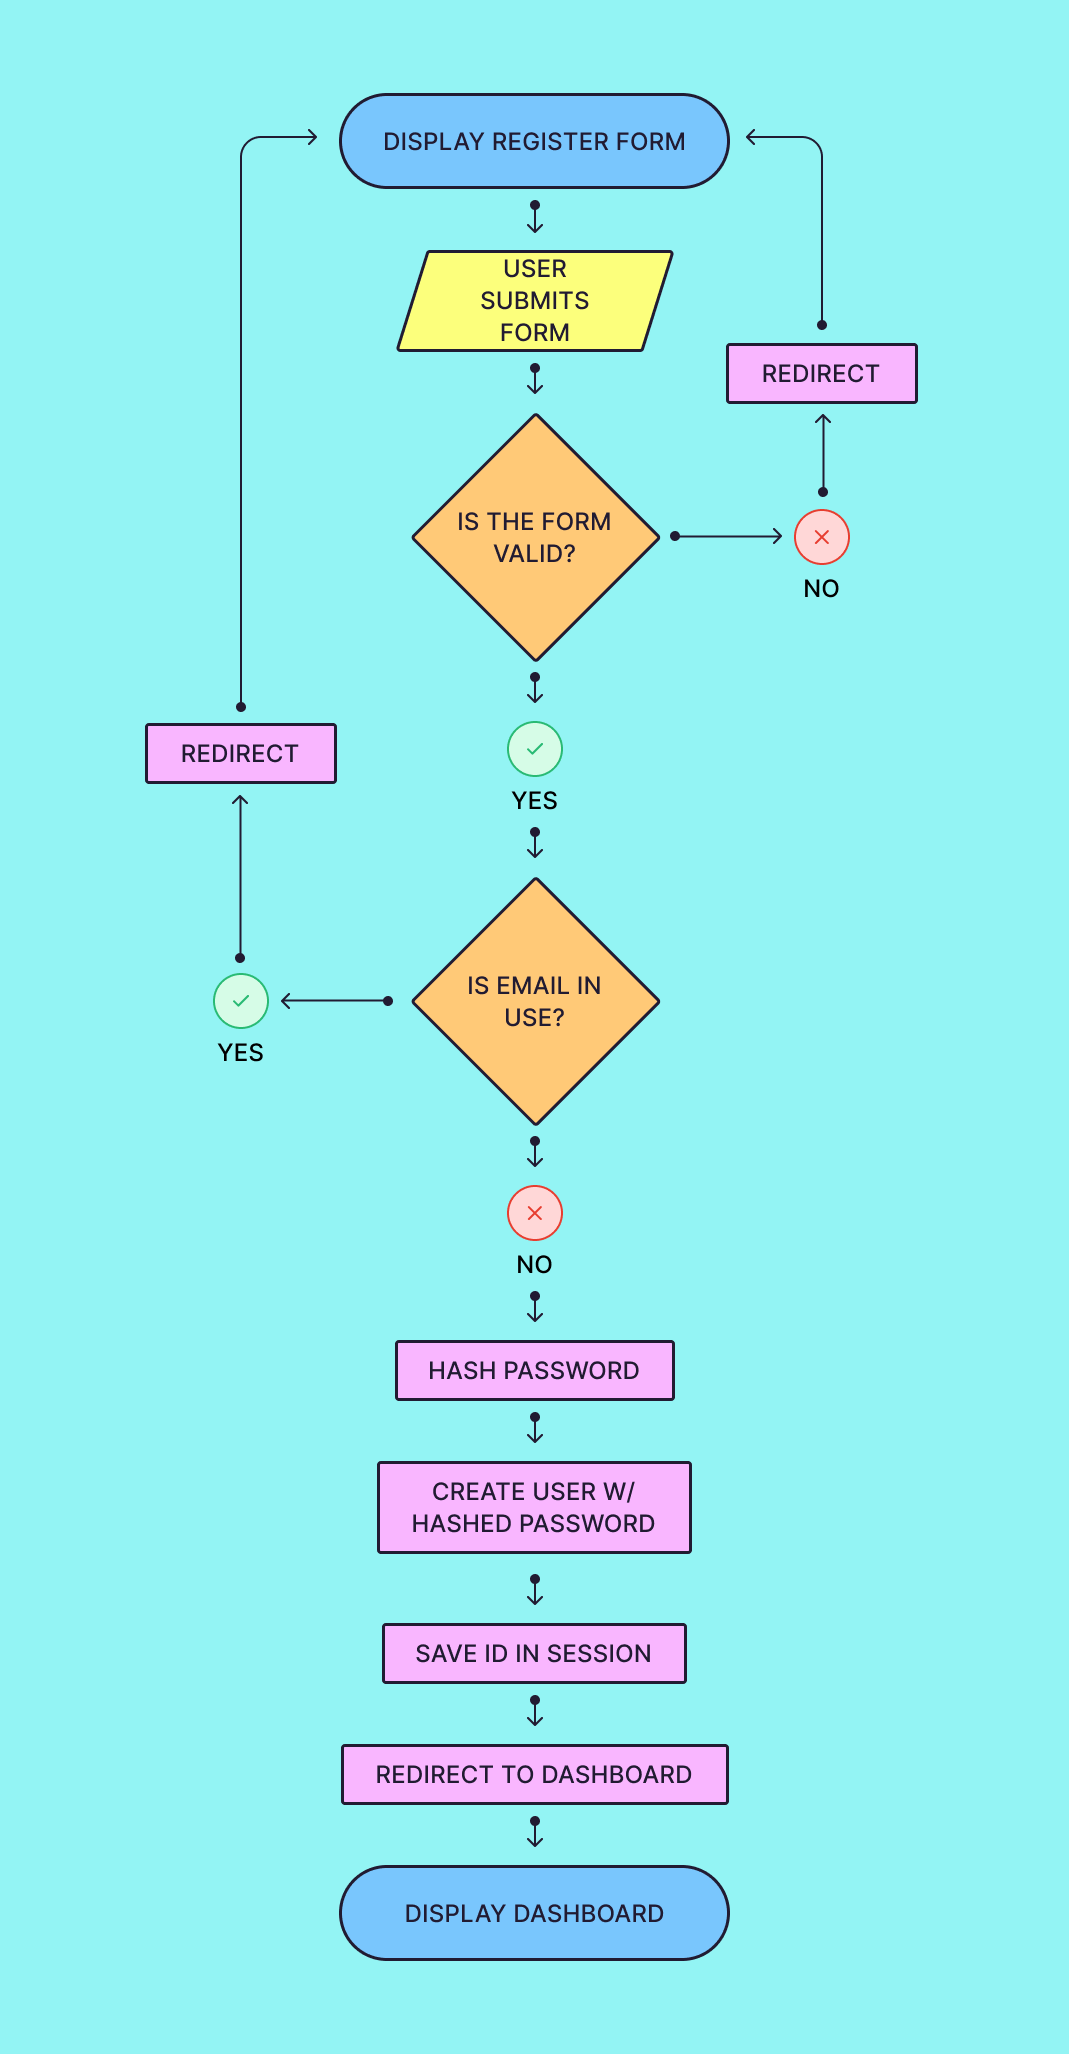 DISPLAY REGISTER FORM
USER
SUBMITS
FORM
REDIRECT
IS THE FORM
VALID?
NO
YES
REDIRECT
IS EMAIL IN
USE?
YES
NO
HASH PASSWORD
CREATE USER W/
HASHED PASSWORD
SAVE ID IN SESSION
REDIRECT TO DASHBOARD
DISPLAY DASHBOARD